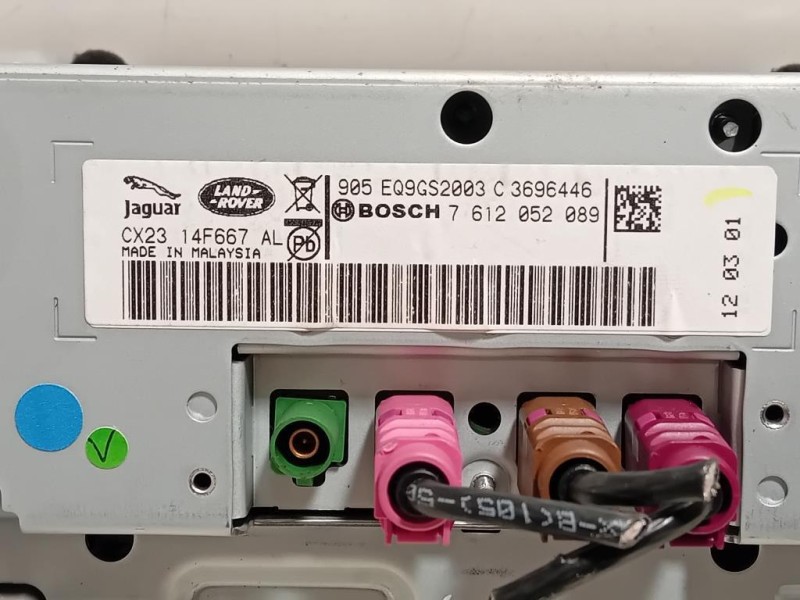 Jaguar
LAND-
ROVER
905 EQ9GS2003 C 3696446
BOSCH 7 612 052 089
CX23 14F667 AL
Pb
MADE IN MALAYSIA
12 03 01